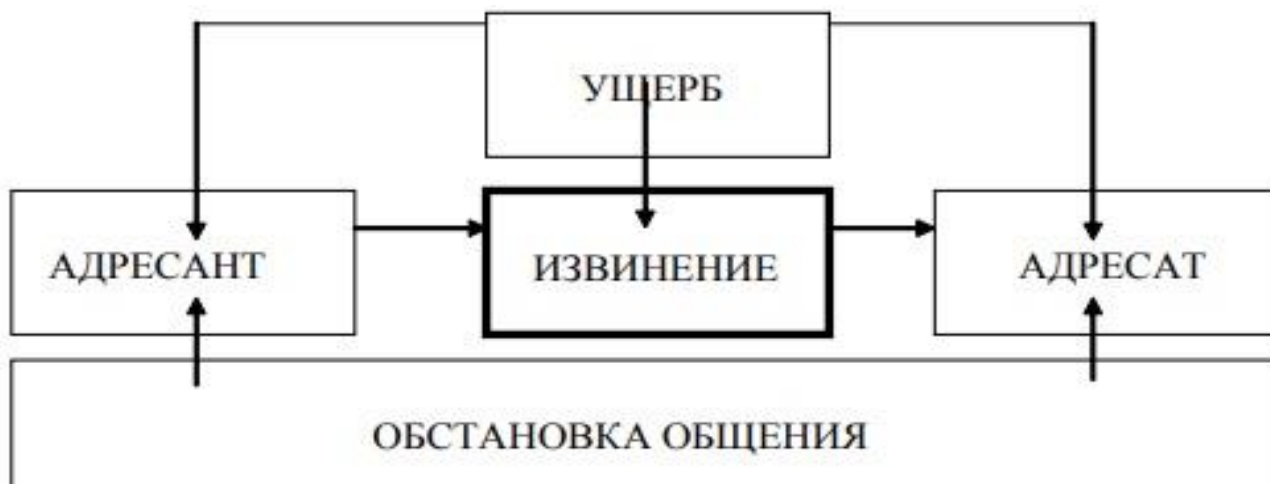 УЩЕРБ
АДРЕСАНТ
ИЗВИНЕНИЕ
АДРЕСАТ
ОБСТАНОВКА ОБЩЕНИЯ